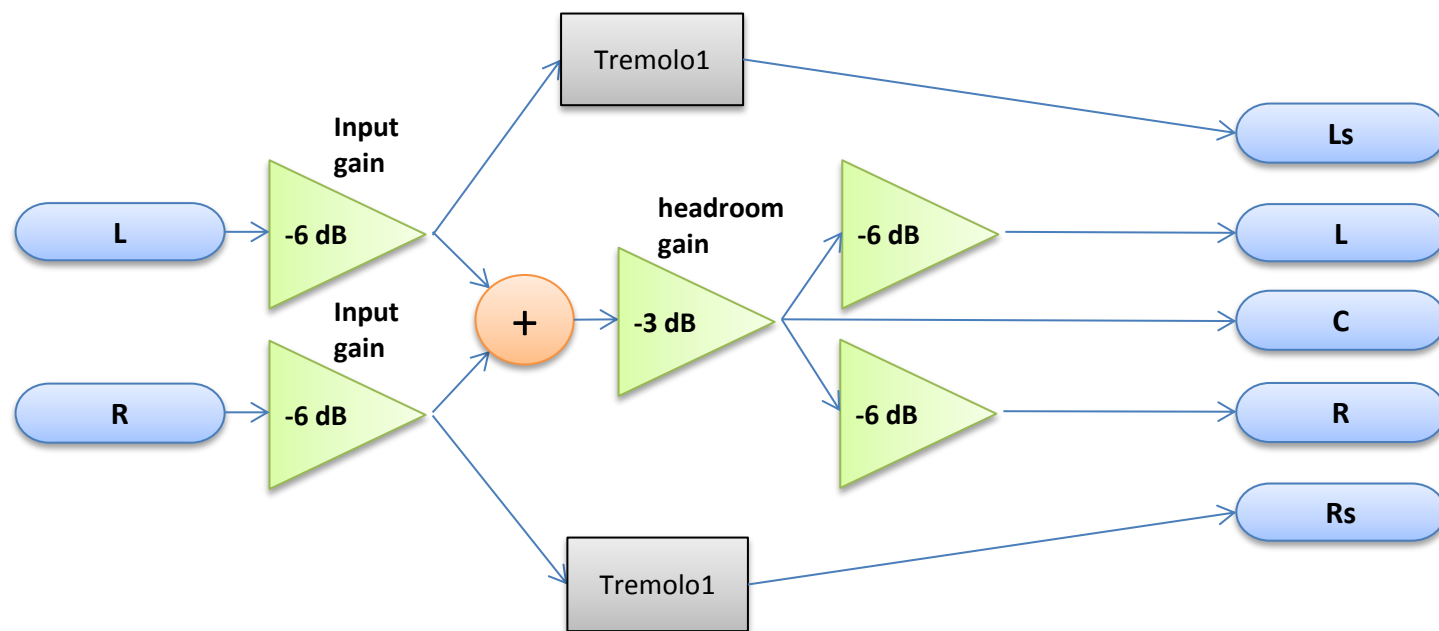 Tremolo1
Input
gain
Ls
L
-6 dB
headroom
gain
-6 dB
L
+
-3 dB
C
Input
gain
R
-6 dB
-6 dB
R
Rs
Tremolo1